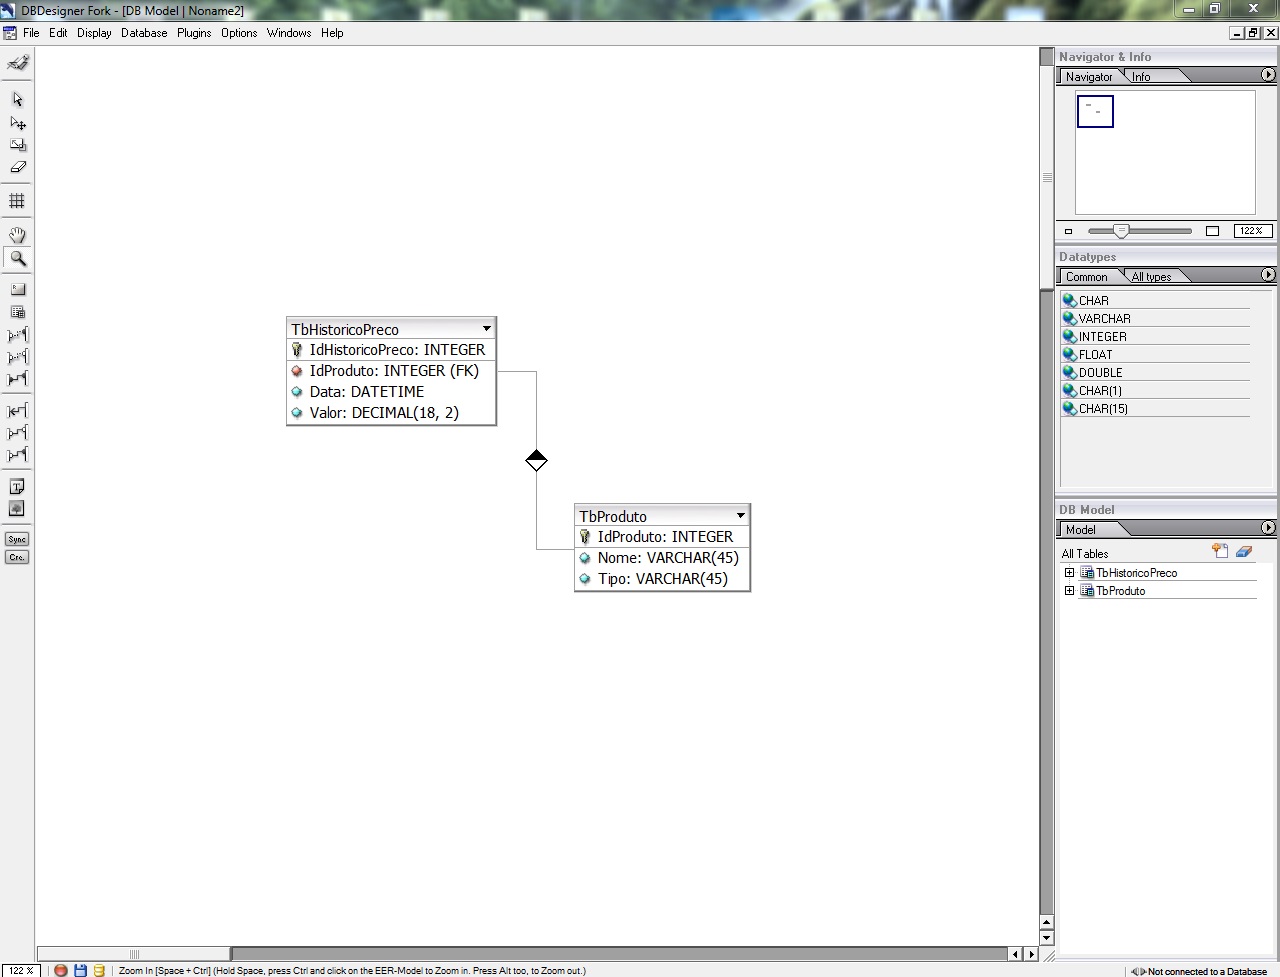 DBDesigner Fork - [DB Model | Noname2]
File Edit Display Database Plugins Options Windows Help
Navigator & Info
Navigator Info
122%
Datatypes
Common All types
CHAR
VARCHAR
INTEGER
FLOAT
DOUBLE
CHAR(1)
CHAR(15)
TbHistoricoPreco
IdHistoricoPreco: INTEGER
IdProduto: INTEGER (FK)
Data: DATETIME
Valor: DECIMAL(18, 2)
TbProduto
IdProduto: INTEGER
Nome: VARCHAR(45)
Tipo: VARCHAR(45)
DB Model
Model
All Tables
TbHistoricoPreco
TbProduto
Sync
Crc.
122 % Zoom In [Space + Ctrl] (Hold Space, press Ctrl and click on the EER-Model to Zoom in. Press Alt too, to Zoom out.) Not connected to a Database